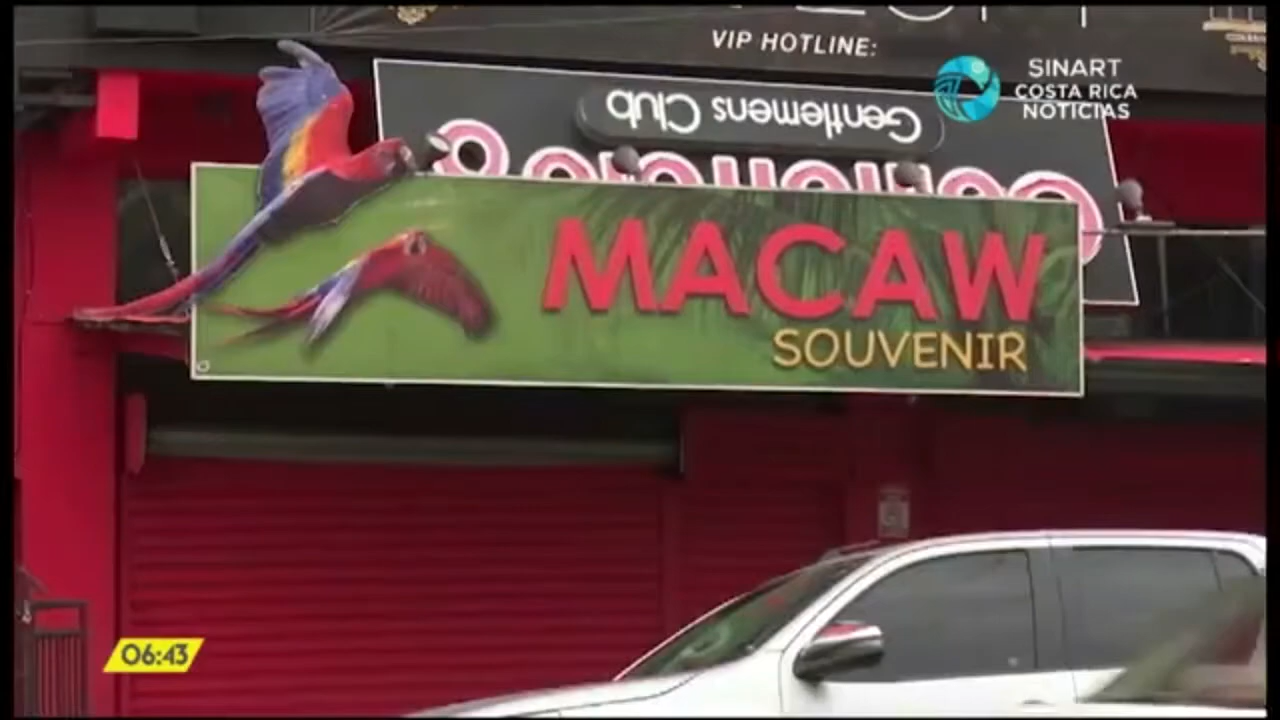 VIP HOTLINE:
SINART
COSTA RICA
NOTICIAS
Gentlemens Club
MACAW
SOUVENIR
06:43